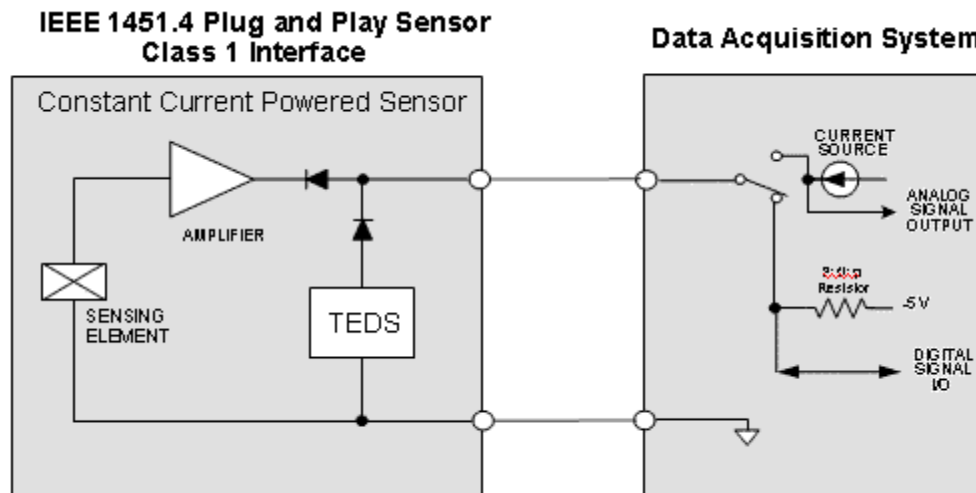 IEEE 1451.4 Plug and Play Sensor
Class 1 Interface
Data Acquisition System
Constant Current Powered Sensor
CURRENT
SOURCE
ANALOG
SIGNAL
OUTPUT
AMPLIFIER
Resistor
-5V
SENSING
ELEMENT
TEDS
DIGITAL
SIGNAL
I/O